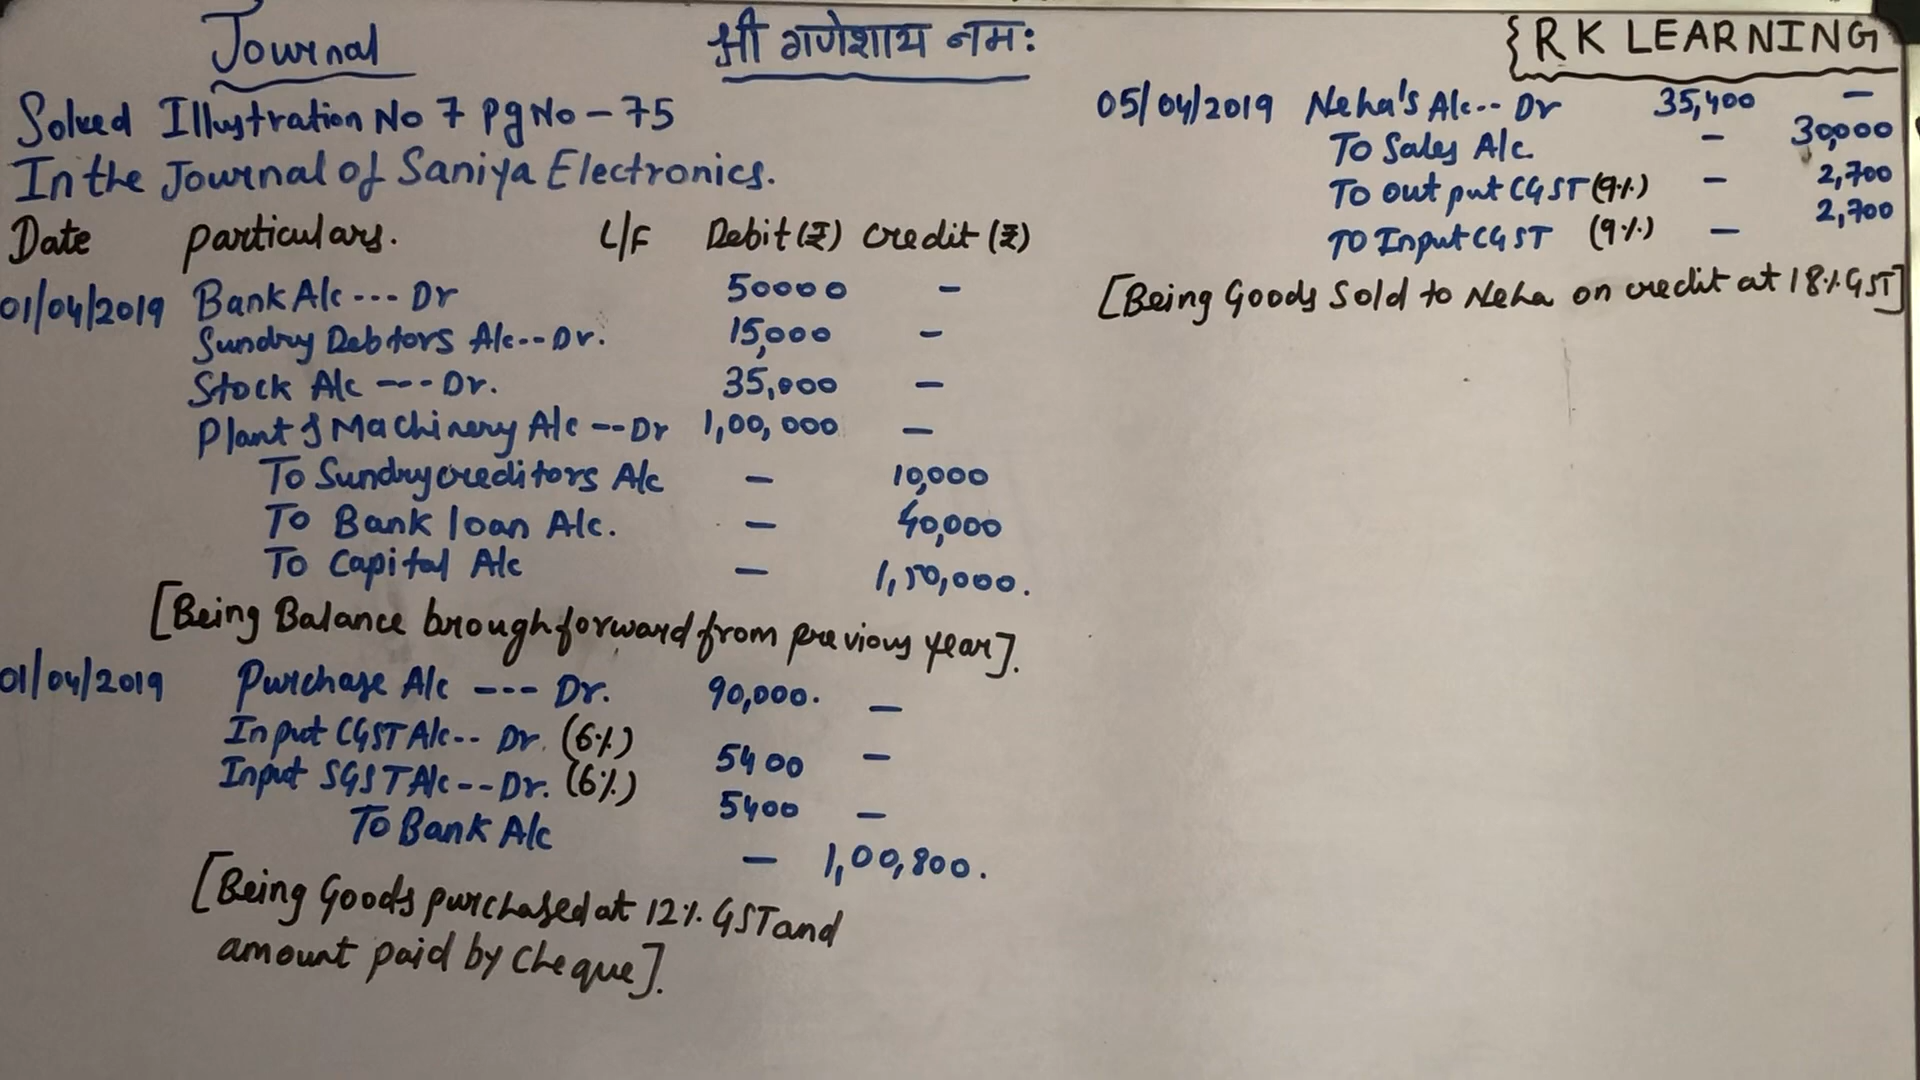 Journal
श्री गणेशाय नमः
{RK LEARNING
Solved Illustration No 7 pg No - 75
In the Journal of Saniya Electronics.
Date particulars. L/F Debit (₹) Credit (₹)
01/04/2019 Bank A/c --- Dr 50000 -
Sundry Debtors A/c -- Dr. 15,000 -
Stock A/c --- Dr. 35,000 -
Plant & Machinery A/c -- Dr 1,00,000 -
To Sundry creditors A/c - 10,000
To Bank loan A/c. - 40,000
To Capital A/c - 1,50,000.
[Being Balance brough forward from previous year].
01/04/2019 Purchase A/c --- Dr. 90,000. -
Input CGST A/c -- Dr. (6%) 5400 -
Input SGST A/c -- Dr. (6%) 5400 -
To Bank A/c - 1,00,800.
[Being Goods purchased at 12% GST and
amount paid by Cheque].
05/04/2019 Neha's A/c -- Dr 35,400 -
To Sales A/c - 30,000
To Out put CGST (9%) - 2,700
To Input CGST (9%) - 2,700
[Being Goods Sold to Neha on credit at 18% GST]